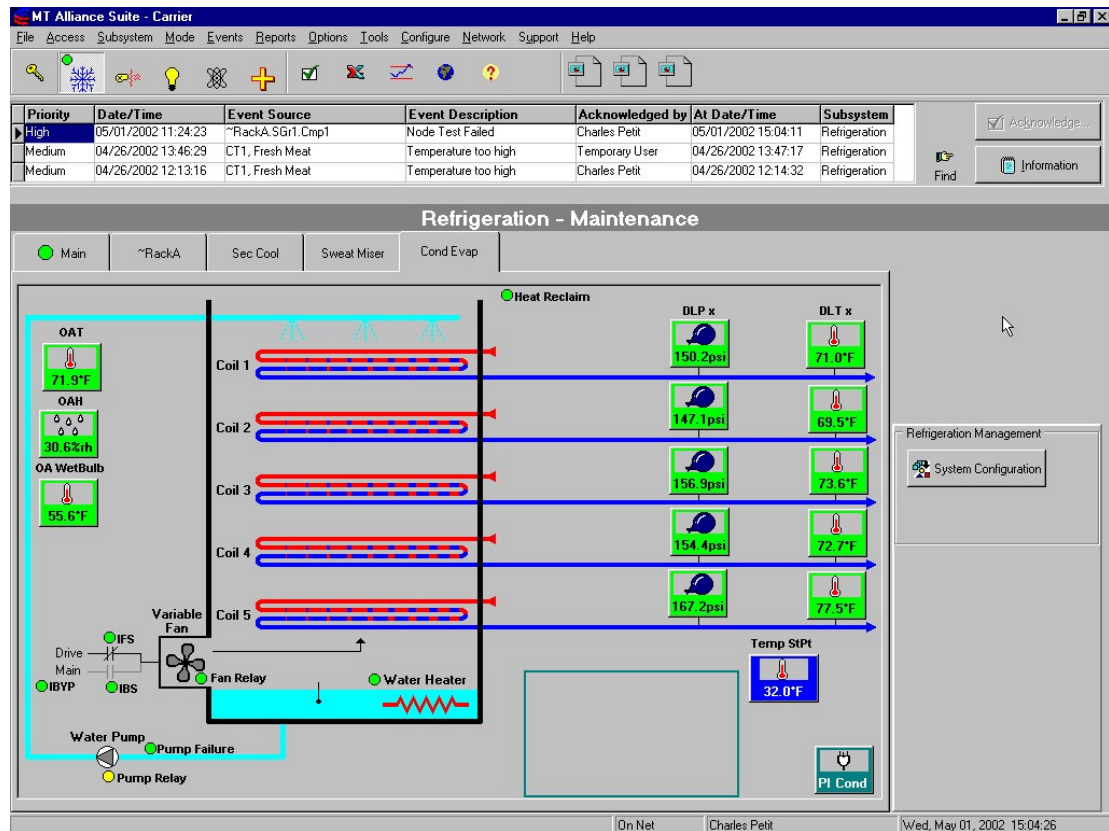 MT Alliance Suite - Carrier
File Access Subsystem Mode Events Reports Options Tools Configure Network Support Help
Priority Date/Time Event Source Event Description Acknowledged by At Date/Time Subsystem
High 05/01/2002 11:24:23 ~RackA.SGr1.Cmp1 Node Test Failed Charles Petit 05/01/2002 15:04:11 Refrigeration
Medium 04/26/2002 13:46:29 CT1, Fresh Meat Temperature too high Temporary User 04/26/2002 13:47:17 Refrigeration
Medium 04/26/2002 12:13:16 CT1, Fresh Meat Temperature too high Charles Petit 04/26/2002 12:14:32 Refrigeration
Acknowledge...
Find
Information
Refrigeration - Maintenance
Main ~RackA Sec Cool Sweat Miser Cond Evap
Heat Reclaim
DLP x DLT x
OAT
71.9°F
Coil 1
150.2psi 71.0°F
OAH
30.6%rh
Coil 2
147.1psi 69.5°F
OA WetBulb
55.6°F
Coil 3
156.9psi 73.6°F
Coil 4
154.4psi 72.7°F
Coil 5
167.2psi 77.5°F
Refrigeration Management
System Configuration
Variable
Fan
IFS
Drive
Main
IBYP
IBS
Fan Relay
Water Heater
Temp StPt
32.0°F
Water Pump
Pump Failure
Pump Relay
PI Cond
On Net Charles Petit Wed, May 01, 2002 15:04:26